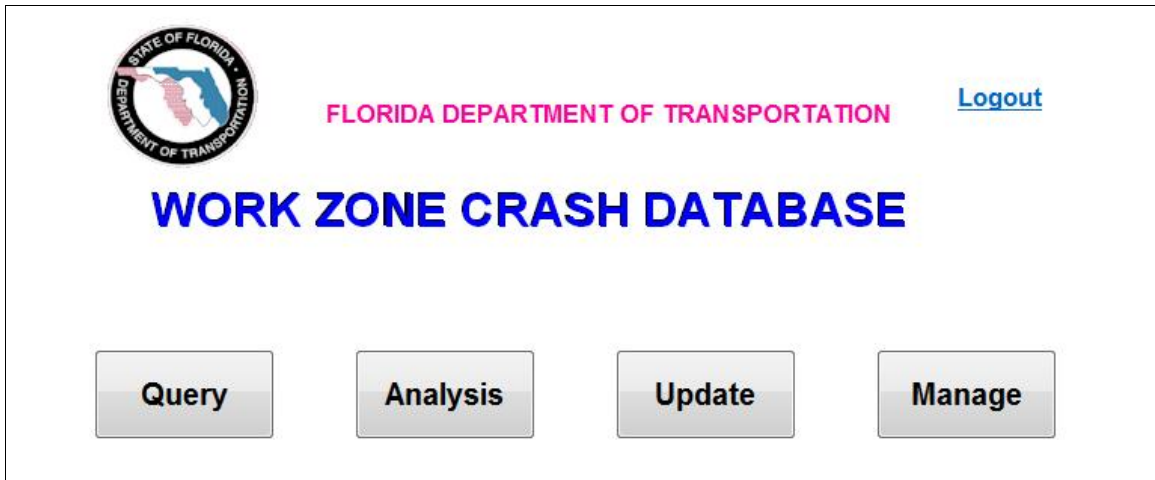 STATE OF FLORIDA •
DEPARTMENT OF TRANSPORTATION
FLORIDA DEPARTMENT OF TRANSPORTATION
Logout
WORK ZONE CRASH DATABASE
Query
Analysis
Update
Manage